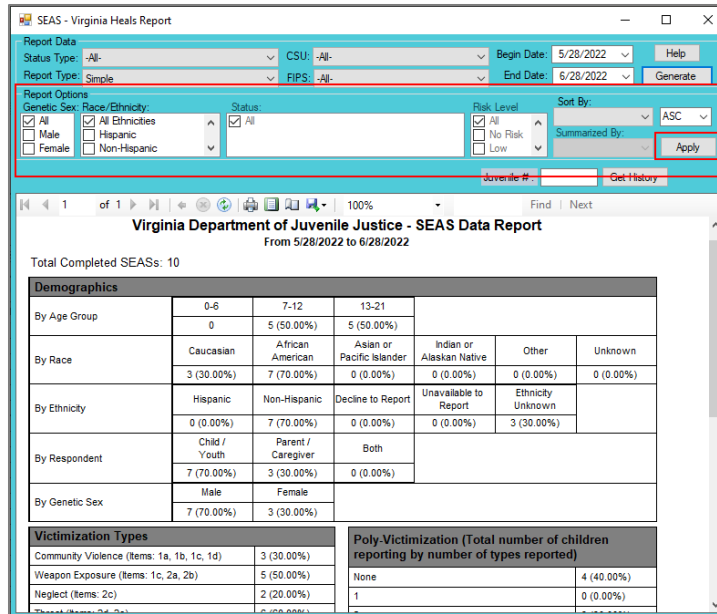 SEAS - Virginia Heals Report
Report Data
Status Type: -All- CSU: -All- Begin Date: 5/28/2022 Help
Report Type: Simple FIPS: -All- End Date: 6/28/2022 Generate
Report Options
Genetic Sex: Race/Ethnicity: Status: Risk Level Sort By:
All All Ethnicities All All ASC
Male Hispanic No Risk Summarized By:
Female Non-Hispanic Low Apply
Juvenile #: Get History
1 of 1 100% Find | Next
Virginia Department of Juvenile Justice - SEAS Data Report
From 5/28/2022 to 6/28/2022
Total Completed SEASs: 10
Demographics
By Age Group
0-6 7-12 13-21
0 5 (50.00%) 5 (50.00%)
By Race
Caucasian African American Asian or Pacific Islander Indian or Alaskan Native Other Unknown
3 (30.00%) 7 (70.00%) 0 (0.00%) 0 (0.00%) 0 (0.00%) 0 (0.00%)
By Ethnicity
Hispanic Non-Hispanic Decline to Report Unavailable to Report Ethnicity Unknown
0 (0.00%) 7 (70.00%) 0 (0.00%) 0 (0.00%) 3 (30.00%)
By Respondent
Child / Youth Parent / Caregiver Both
7 (70.00%) 3 (30.00%) 0 (0.00%)
By Genetic Sex
Male Female
7 (70.00%) 3 (30.00%)
Victimization Types
Community Violence (Items: 1a, 1b, 1c, 1d) 3 (30.00%)
Weapon Exposure (Items: 1c, 2a, 2b) 5 (50.00%)
Neglect (Items: 2c) 2 (20.00%)
Poly-Victimization (Total number of children
reporting by number of types reported)
None 4 (40.00%)
1 0 (0.00%)